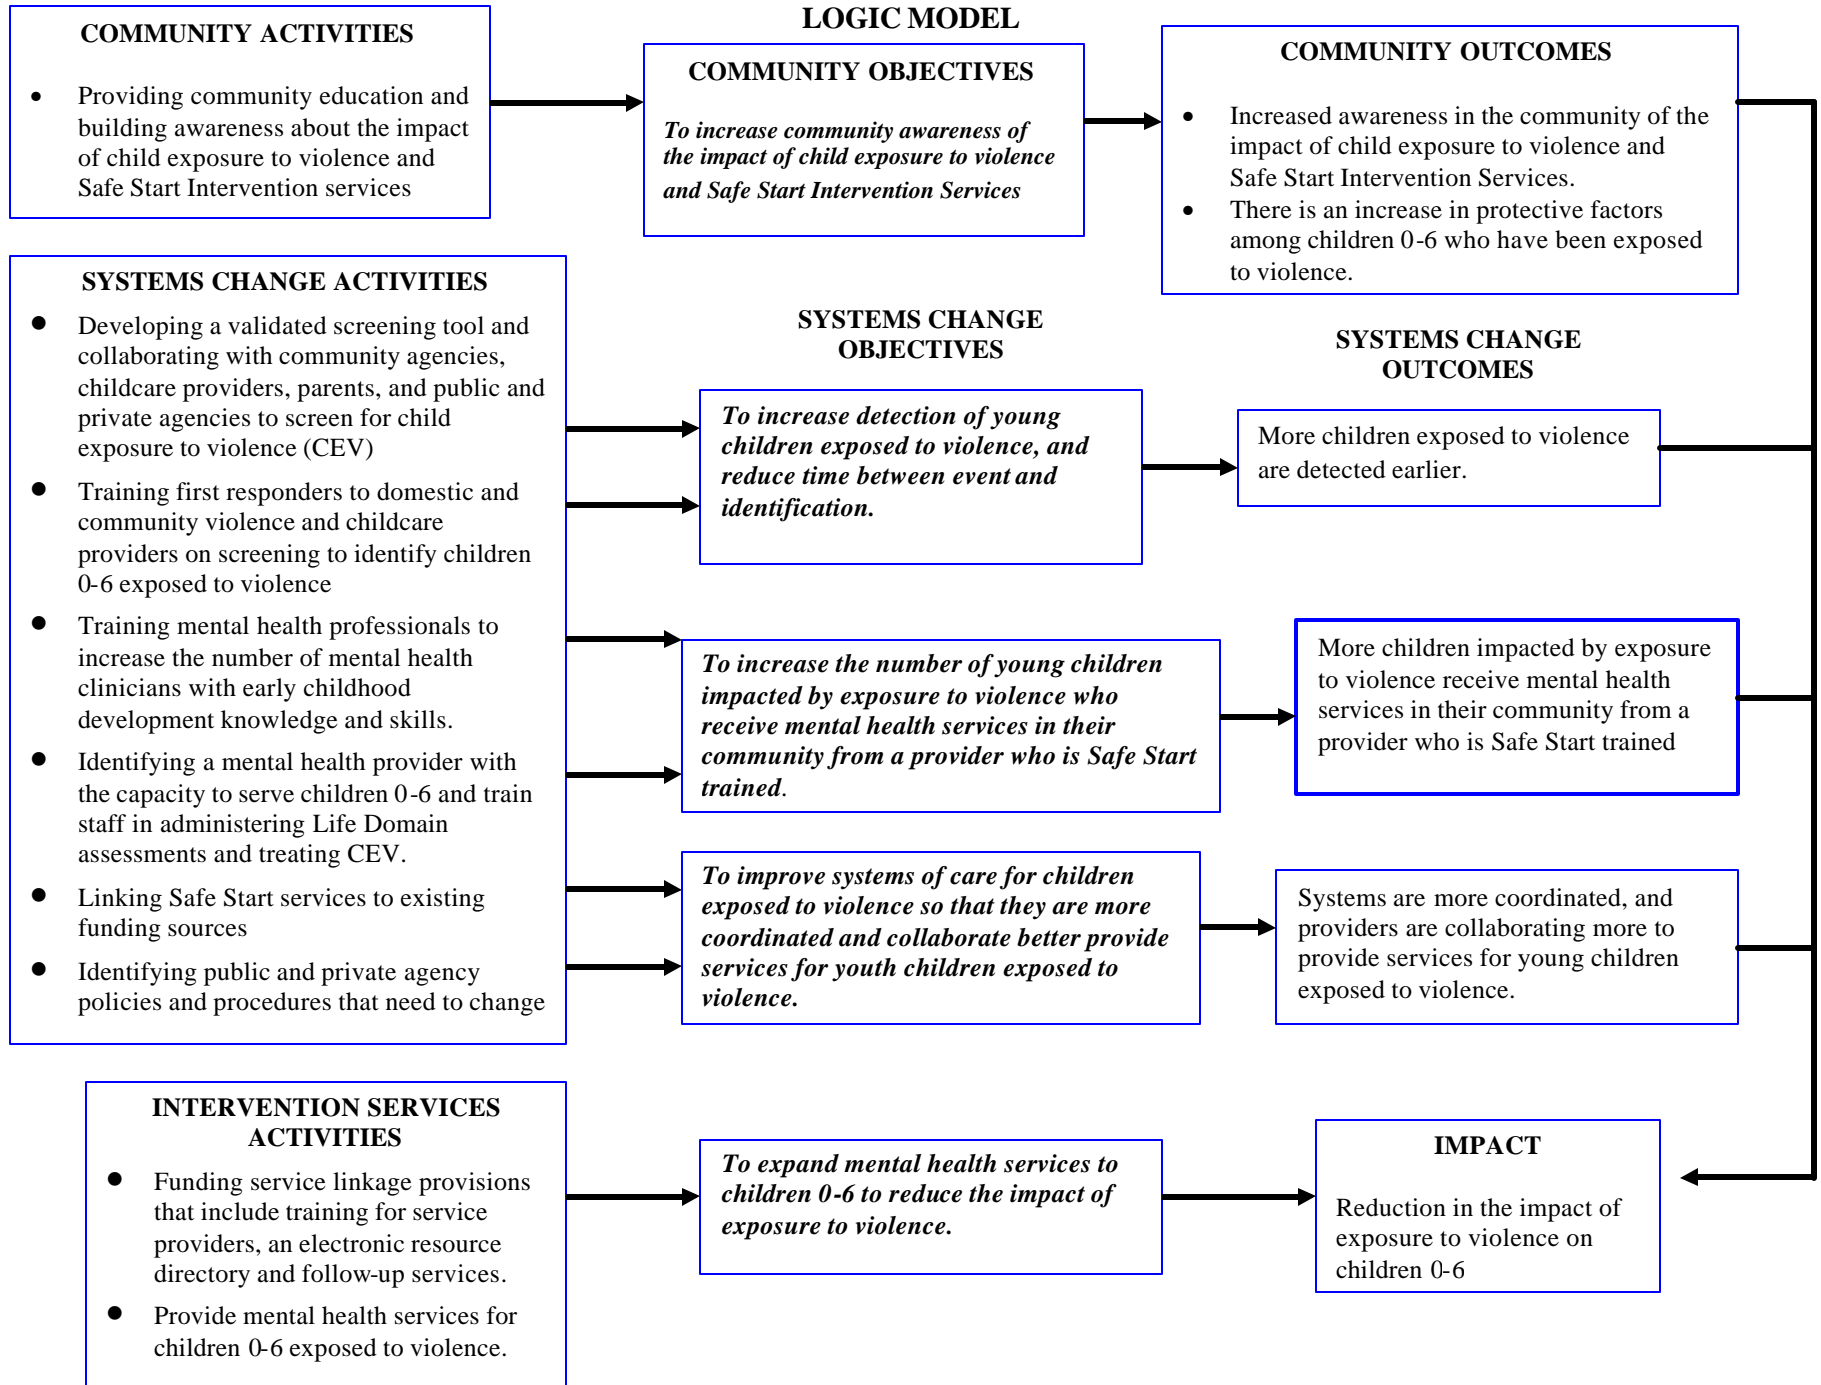 LOGIC MODEL
COMMUNITY ACTIVITIES
• Providing community education and
building awareness about the impact
of child exposure to violence and
Safe Start Intervention services
COMMUNITY OBJECTIVES
To increase community awareness of
the impact of child exposure to violence
and Safe Start Intervention Services
COMMUNITY OUTCOMES
• Increased awareness in the community of the
impact of child exposure to violence and
Safe Start Intervention Services.
• There is an increase in protective factors
among children 0-6 who have been exposed
to violence.
SYSTEMS CHANGE ACTIVITIES
• Developing a validated screening tool and
collaborating with community agencies,
childcare providers, parents, and public and
private agencies to screen for child
exposure to violence (CEV)
• Training first responders to domestic and
community violence and childcare
providers on screening to identify children
0-6 exposed to violence
• Training mental health professionals to
increase the number of mental health
clinicians with early childhood
development knowledge and skills.
• Identifying a mental health provider with
the capacity to serve children 0-6 and train
staff in administering Life Domain
assessments and treating CEV.
• Linking Safe Start services to existing
funding sources
• Identifying public and private agency
policies and procedures that need to change
SYSTEMS CHANGE
OBJECTIVES
To increase detection of young
children exposed to violence, and
reduce time between event and
identification.
To increase the number of young children
impacted by exposure to violence who
receive mental health services in their
community from a provider who is Safe Start
trained.
To improve systems of care for children
exposed to violence so that they are more
coordinated and collaborate better provide
services for youth children exposed to
violence.
SYSTEMS CHANGE
OUTCOMES
More children exposed to violence
are detected earlier.
More children impacted by exposure
to violence receive mental health
services in their community from a
provider who is Safe Start trained
Systems are more coordinated, and
providers are collaborating more to
provide services for young children
exposed to violence.
INTERVENTION SERVICES
ACTIVITIES
• Funding service linkage provisions
that include training for service
providers, an electronic resource
directory and follow-up services.
• Provide mental health services for
children 0-6 exposed to violence.
To expand mental health services to
children 0-6 to reduce the impact of
exposure to violence.
IMPACT
Reduction in the impact of
exposure to violence on
children 0-6